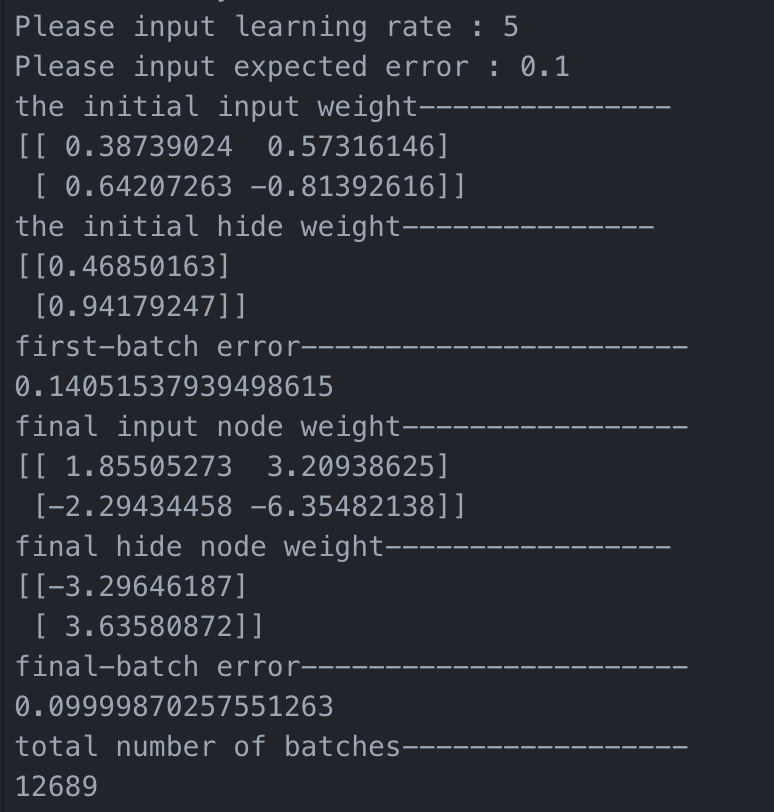 Please input learning rate : 5
Please input expected error : 0.1
the initial input weight---------------
[[ 0.38739024  0.57316146]
 [ 0.64207263 -0.81392616]]
the initial hide weight---------------
[[0.46850163]
 [0.94179247]]
first-batch error-----------------------
0.14051537939498615
final input node weight-----------------
[[ 1.85505273  3.20938625]
 [-2.29434458 -6.35482138]]
final hide node weight-----------------
[[-3.29646187]
 [ 3.63580872]]
final-batch error-----------------------
0.09999870257551263
total number of batches-----------------
12689